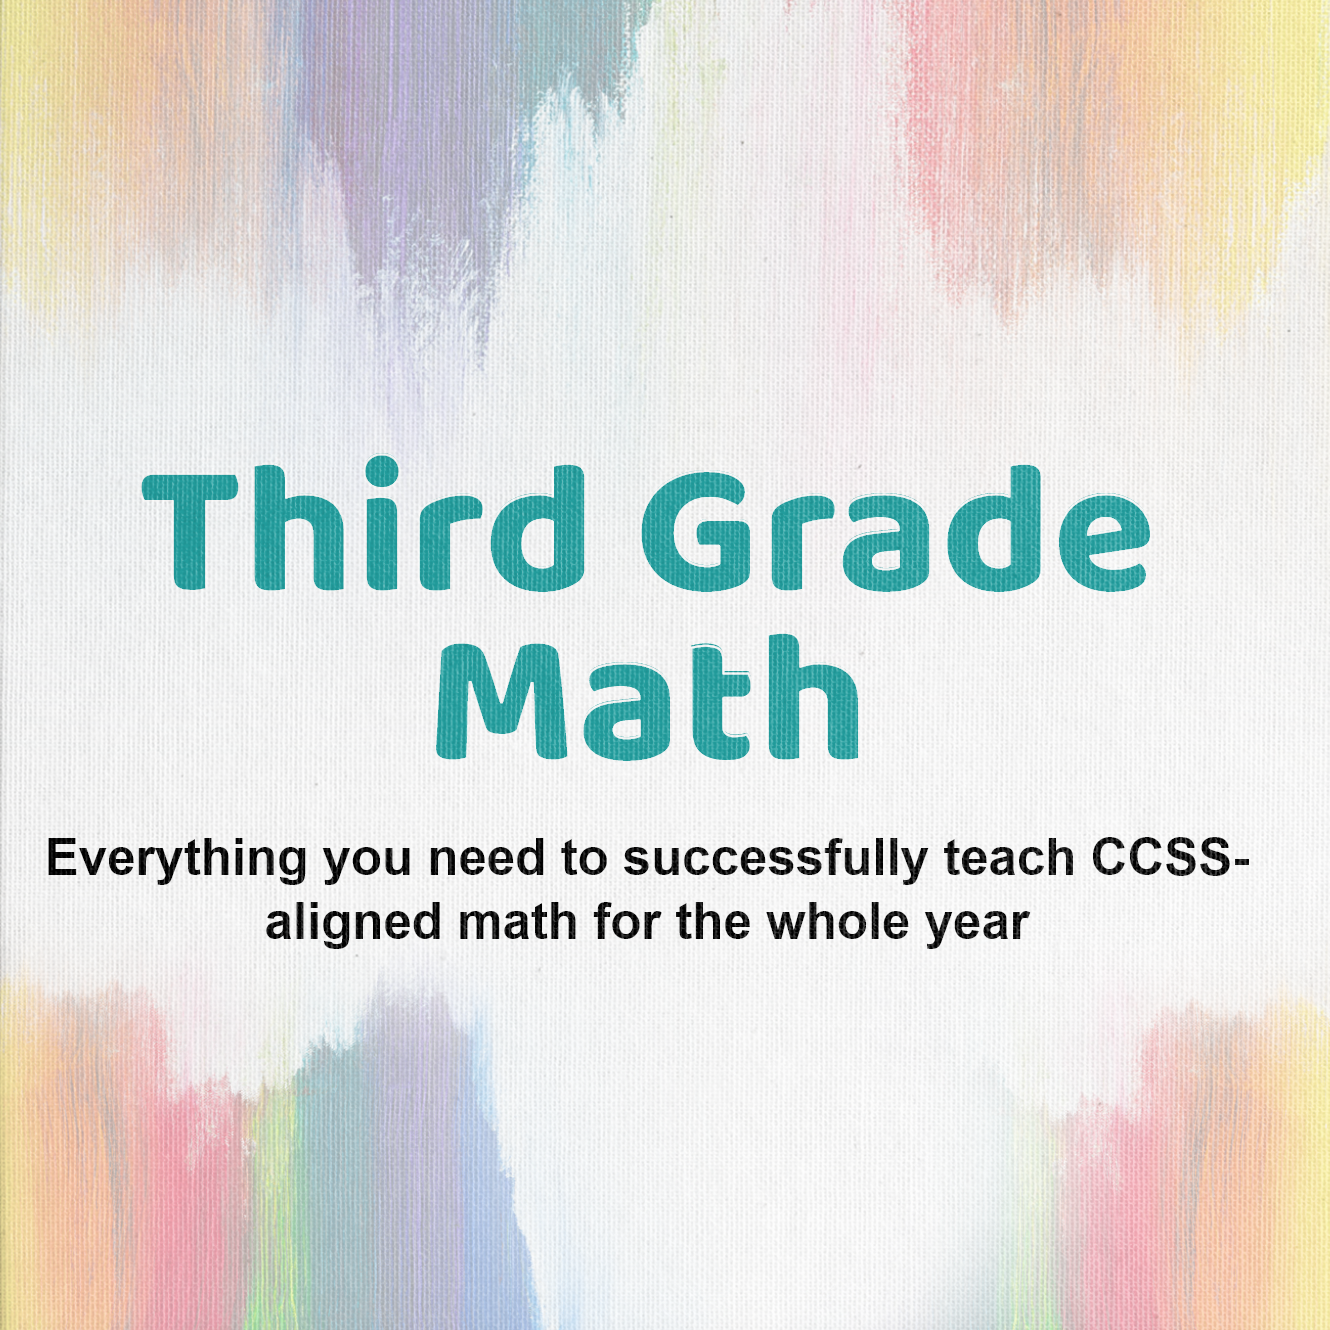 Third Grade
Math
Everything you need to successfully teach CCSS-
aligned math for the whole year